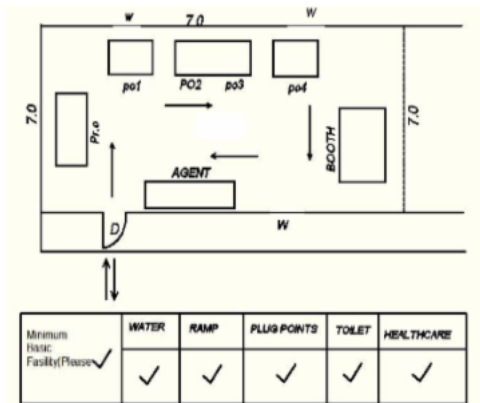 W 7.0 W
po1 PO2 po3 po4
7.0 Pr.o BOOTH 7.0
AGENT
D W
Minimum WATER RAMP PLUG POINTS TOILET HEALTHCARE
Basic
Fasility(Please